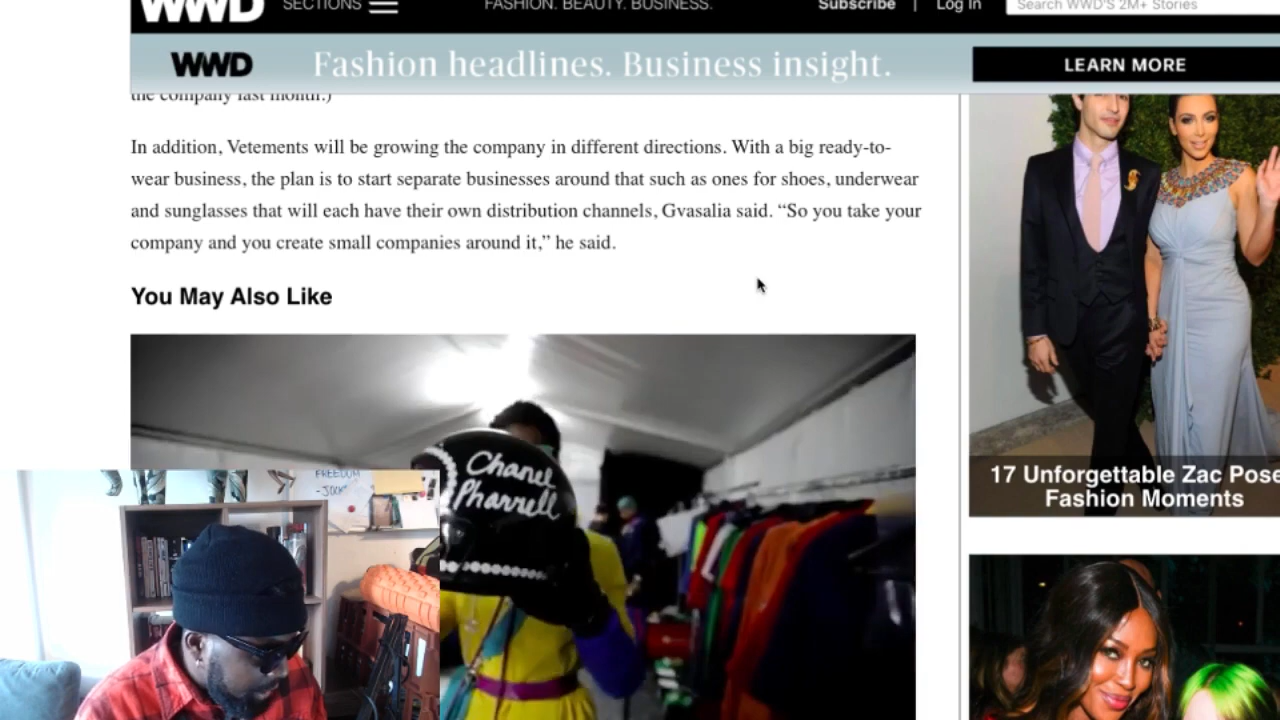 WWD SECTIONS FASHION. BEAUTY. BUSINESS. Subscribe | Log In Search WWD'S 2M+ Stories
WWD Fashion headlines. Business insight. LEARN MORE
the company last month.)
In addition, Vetements will be growing the company in different directions. With a big ready-to-
wear business, the plan is to start separate businesses around that such as ones for shoes, underwear
and sunglasses that will each have their own distribution channels, Gvasalia said. “So you take your
company and you create small companies around it,” he said.
You May Also Like
Chanel
Pharrell
17 Unforgettable Zac Pose
Fashion Moments
FREEDOM